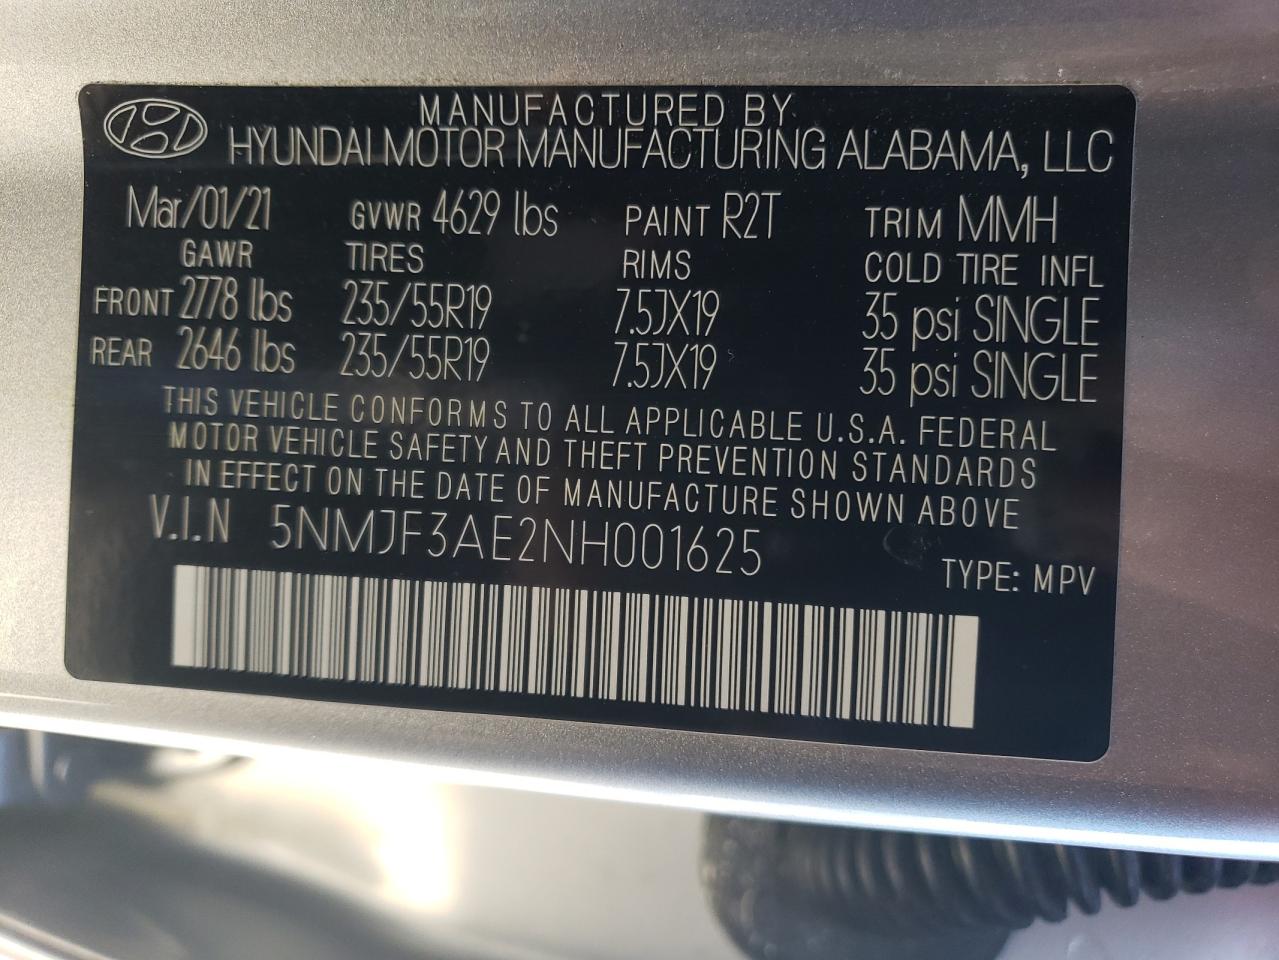 MANUFACTURED BY
HYUNDAI MOTOR MANUFACTURING ALABAMA, LLC
Mar/01/21 GVWR 4629 lbs PAINT R2T TRIM MMH
GAWR TIRES RIMS COLD TIRE INFL
FRONT 2778 lbs 235/55R19 7.5JX19 35 psi SINGLE
REAR 2646 lbs 235/55R19 7.5JX19 35 psi SINGLE
THIS VEHICLE CONFORMS TO ALL APPLICABLE U.S.A. FEDERAL
MOTOR VEHICLE SAFETY AND THEFT PREVENTION STANDARDS
IN EFFECT ON THE DATE OF MANUFACTURE SHOWN ABOVE
V.I.N 5NMJF3AE2NH001625
TYPE: MPV